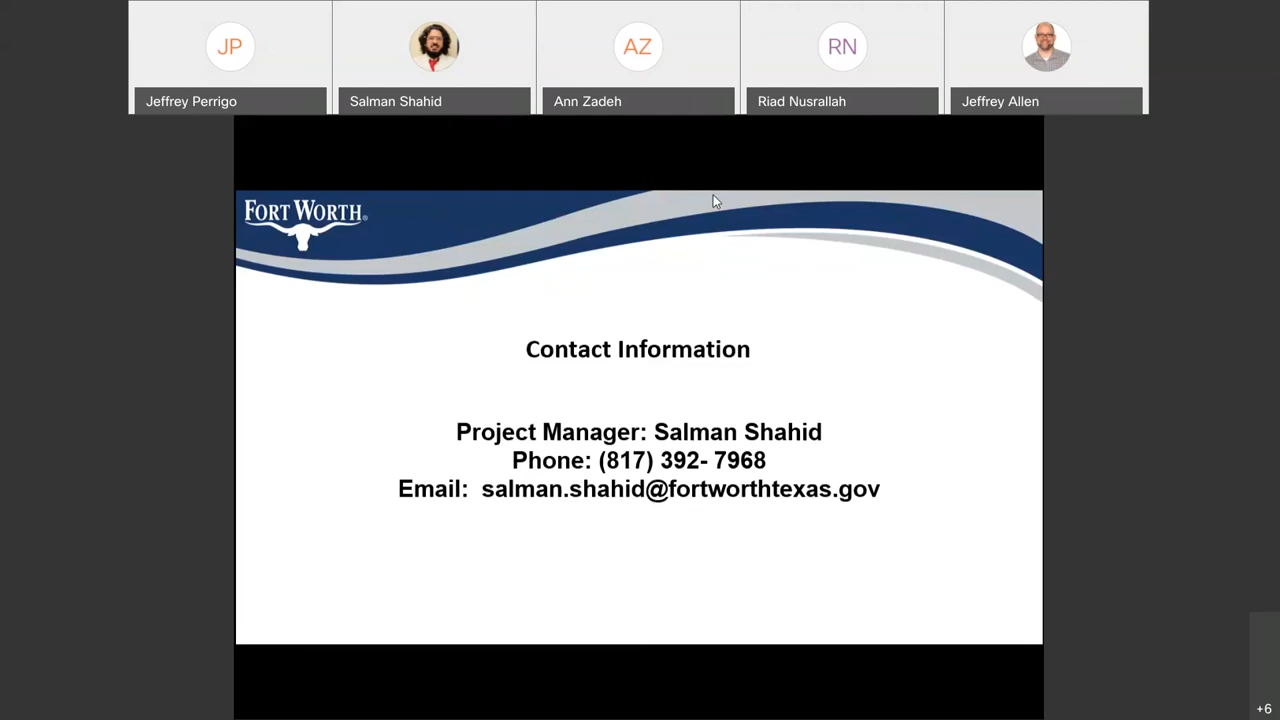 JP
AZ
RN
Jeffrey Perrigo
Salman Shahid
Ann Zadeh
Riad Nusrallah
Jeffrey Allen
FORT WORTH®
Contact Information
Project Manager: Salman Shahid
Phone: (817) 392- 7968
Email: salman.shahid@fortworthtexas.gov
+6